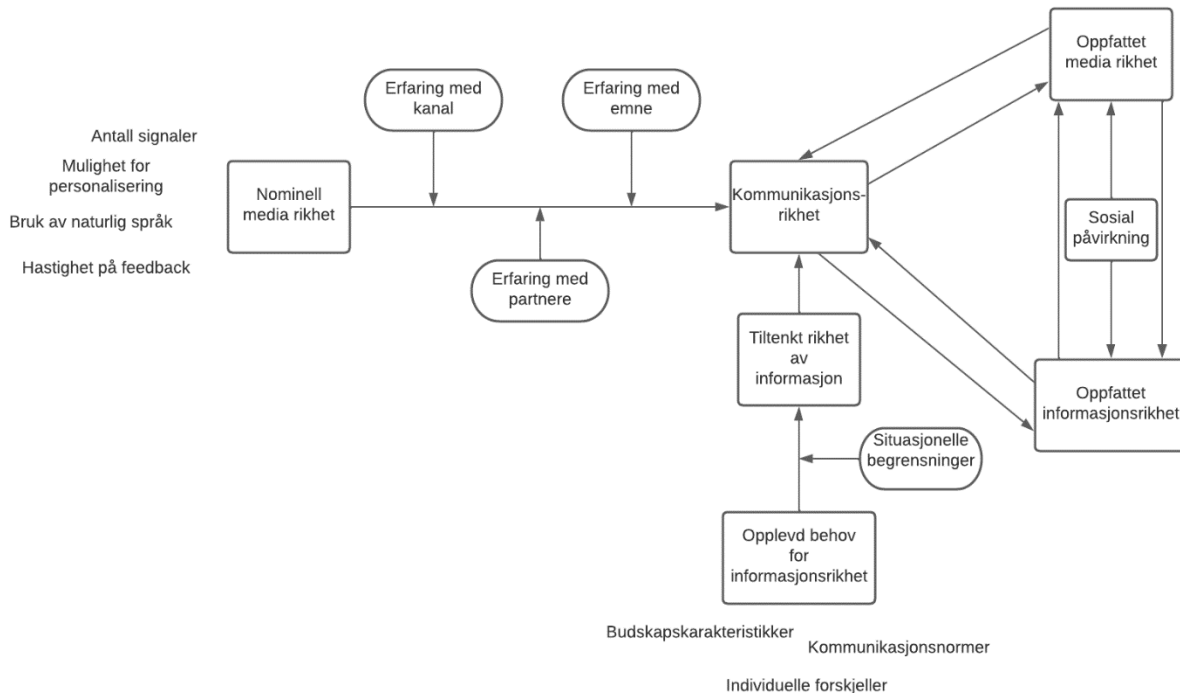 Oppfattet
media rikhet
Erfaring med
kanal
Erfaring med
emne
Antall signaler
Mulighet for
personalisering
Bruk av naturlig språk
Hastighet på feedback
Nominell
media rikhet
Kommunikasjons-
rikhet
Sosial
påvirkning
Erfaring med
partnere
Tiltenkt rikhet
av
informasjon
Oppfattet
informasjonsrikhet
Situasjonelle
begrensninger
Opplevd behov
for
informasjonsrikhet
Budskapskarakteristikker
Kommunikasjonsnormer
Individuelle forskjeller